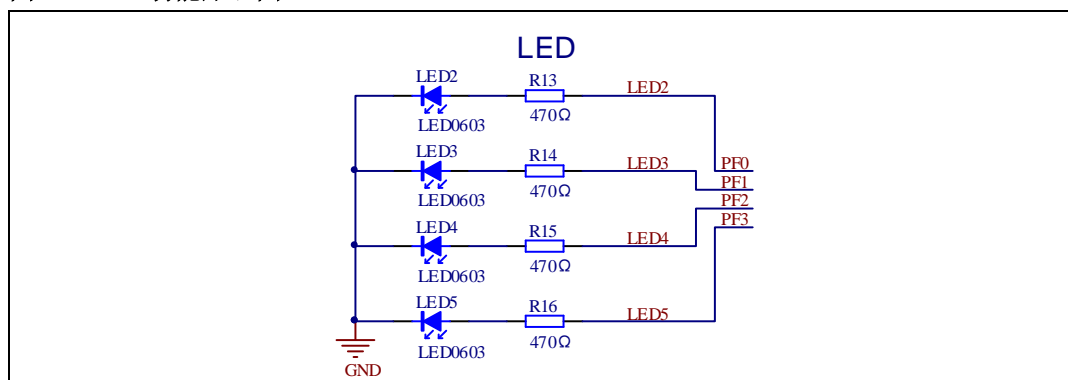 LED
LED2 R13 LED2
LED0603 470Ω
LED3 R14 LED3 PF0
PF1
LED0603 470Ω
PF2
LED4 R15 LED4 PF3
LED0603 470Ω
LED5 R16 LED5
LED0603 470Ω
GND